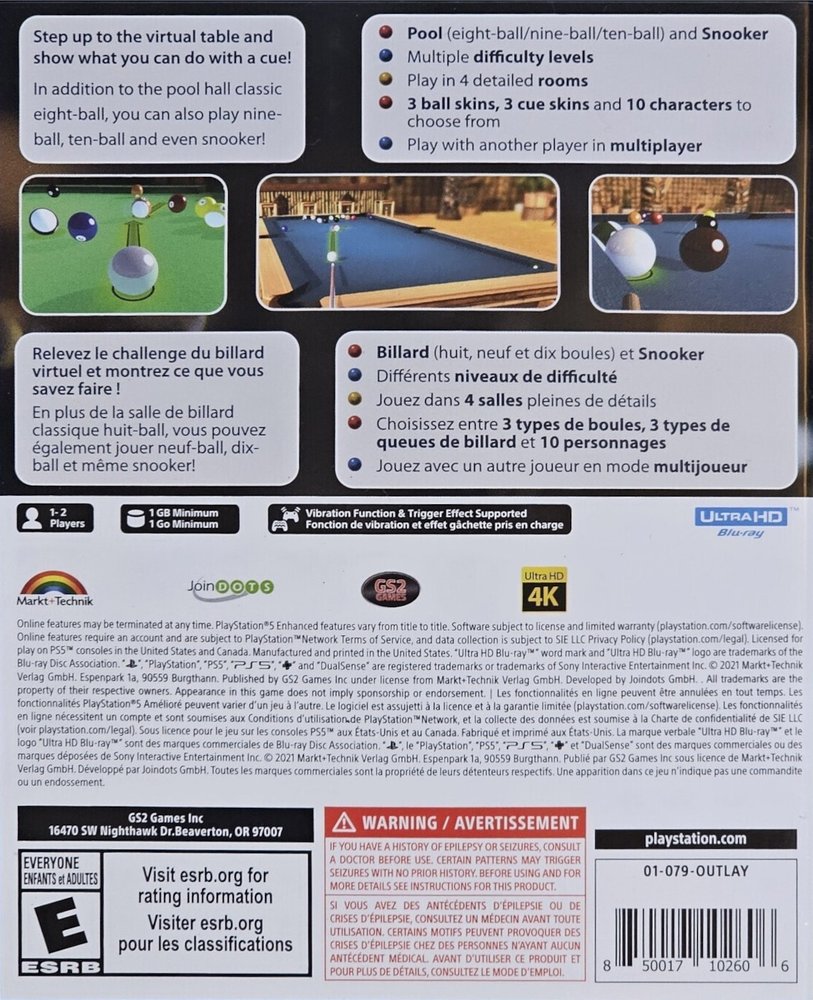 Step up to the virtual table and
show what you can do with a cue!
In addition to the pool hall classic
eight-ball, you can also play nine-
ball, ten-ball and even snooker!
Pool (eight-ball/nine-ball/ten-ball) and Snooker
Multiple difficulty levels
Play in 4 detailed rooms
3 ball skins, 3 cue skins and 10 characters to
choose from
Play with another player in multiplayer
Relevez le challenge du billard
virtuel et montrez ce que vous
savez faire !
En plus de la salle de billard
classique huit-ball, vous pouvez
également jouer neuf-ball, dix-
ball et même snooker!
Billard (huit, neuf et dix boules) et Snooker
Différents niveaux de difficulté
Jouez dans 4 salles pleines de détails
Choisissez entre 3 types de boules, 3 types de
queues de billard et 10 personnages
Jouez avec un autre joueur en mode multijoueur
1- 2
Players
1 GB Minimum
1 Go Minimum
Vibration Function & Trigger Effect Supported
Fonction de vibration et effet gâchette pris en charge
ULTRA HD™
Blu-ray
Markt+Technik
JoinDOTS
GS2
GAMES
Ultra HD
4K
Online features may be terminated at any time. PlayStation®5 Enhanced features vary from title to title. Software subject to license and limited warranty (playstation.com/softwarelicense).
Online features require an account and are subject to PlayStation™Network Terms of Service, and data collection is subject to SIE LLC Privacy Policy (playstation.com/legal). Licensed for
play on PS5™ consoles in the United States and Canada. Manufactured and printed in the United States. "Ultra HD Blu-ray™" word mark and "Ultra HD Blu-ray™" logo are trademarks of the
Blu-ray Disc Association. "", "PlayStation", "PS5", "PS5", "" and "DualSense" are registered trademarks or trademarks of Sony Interactive Entertainment Inc. © 2021 Markt+Technik
Verlag GmbH. Espenpark 1a, 90559 Burgthann. Published by GS2 Games Inc under license from Markt+Technik Verlag GmbH. Developed by Joindots GmbH. . All trademarks are the
property of their respective owners. Appearance in this game does not imply sponsorship or endorsement. | Les fonctionnalités en ligne peuvent être annulées en tout temps. Les
fonctionnalités PlayStation®5 Amélioré peuvent varier d'un jeu à l'autre. Le logiciel est assujetti à la licence et à la garantie limitée (playstation.com/softwarelicense). Les fonctionnalités
en ligne nécessitent un compte et sont soumises aux Conditions d'utilisation de PlayStation™Network, et la collecte des données est soumise à la Charte de confidentialité de SIE LLC
(voir playstation.com/legal). Sous licence pour le jeu sur les consoles PS5™ aux États-Unis et au Canada. Fabriqué et imprimé aux États-Unis. La marque verbale "Ultra HD Blu-ray™" et le
logo "Ultra HD Blu-ray™" sont des marques commerciales de Blu-ray Disc Association. "", le "PlayStation", "PS5", "PS5", "" et "DualSense" sont des marques commerciales ou des
marques déposées de Sony Interactive Entertainment Inc. © 2021 Markt+Technik Verlag GmbH. Espenpark 1a, 90559 Burgthann. Publié par GS2 Games Inc sous licence de Markt+Technik
Verlag GmbH. Développé par Joindots GmbH. Toutes les marques commerciales sont la propriété de leurs détenteurs respectifs. Une apparition dans ce jeu n'indique pas une commandite
ou un endossement.
GS2 Games Inc
16470 SW Nighthawk Dr.Beaverton, OR 97007
EVERYONE
ENFANTS et ADULTES
E
ESRB
Visit esrb.org for
rating information
Visiter esrb.org
pour les classifications
WARNING / AVERTISSEMENT
IF YOU HAVE A HISTORY OF EPILEPSY OR SEIZURES, CONSULT
A DOCTOR BEFORE USE. CERTAIN PATTERNS MAY TRIGGER
SEIZURES WITH NO PRIOR HISTORY. BEFORE USING AND FOR
MORE DETAILS SEE INSTRUCTIONS FOR THIS PRODUCT.
SI VOUS AVEZ DES ANTÉCÉDENTS D'ÉPILEPSIE OU DE
CRISES D'ÉPILEPSIE, CONSULTEZ UN MÉDECIN AVANT TOUTE
UTILISATION. CERTAINS MOTIFS PEUVENT PROVOQUER DES
CRISES D'ÉPILEPSIE CHEZ DES PERSONNES N'AYANT AUCUN
ANTÉCÉDENT MÉDICAL. AVANT D'UTILISER CE PRODUIT ET
POUR PLUS DE DÉTAILS, CONSULTEZ LE MODE D'EMPLOI.
playstation.com
01-079-OUTLAY
8 50017 10260 6